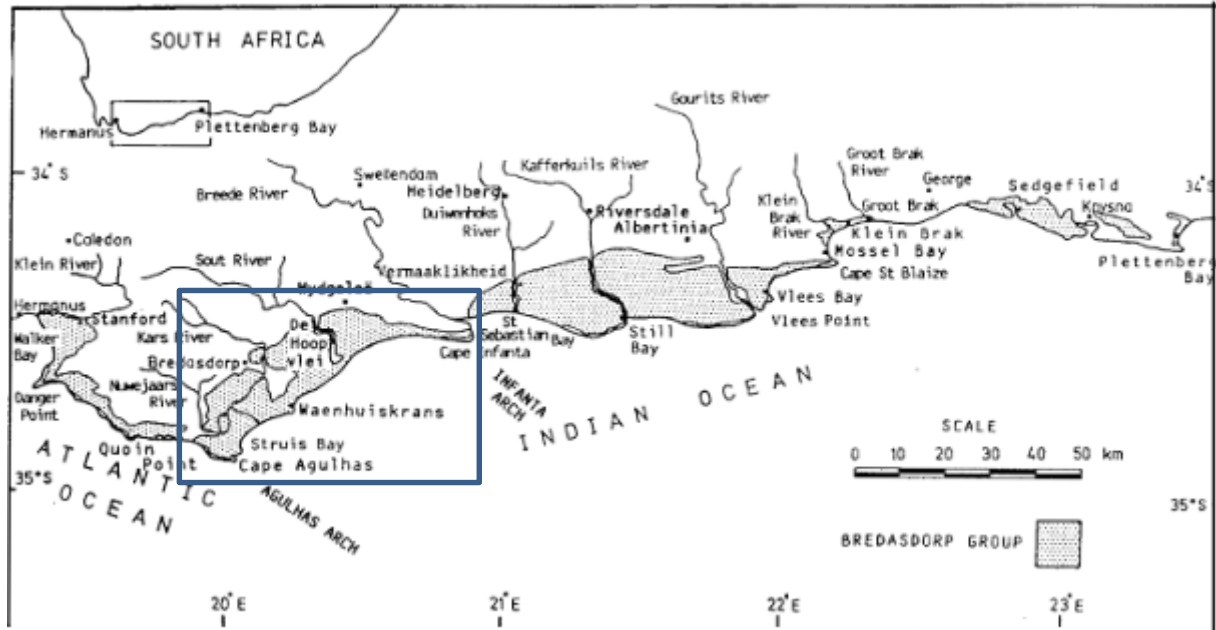 SOUTH AFRICA
Hermanus
Plettenberg Bay
34° S
Swellendam
Breede River
Heidelberg
Duiwenhoks
River
Kafferkuils River
Riversdale
Albertinia
Gourits River
Klein
Brak
River
Groot Brak
River
George
Groot Brak
Klein Brak
Mossel Bay
Cape St Blaize
Sedgefield
Knysna
34°S
Plettenberg
Bay
Caledon
Klein River
Sout River
Vermaaklikheid
Hermanus
Stanford
Walker
Bay
Kars River
De
Hoop
vlei
Bredasdorp
Nuwejaars
River
Danger
Point
Waenhuiskrans
Struis Bay
Cape Agulhas
Quoin
Point
St
Sebastian
Bay
Cape Infanta
Still
Bay
Vlees Bay
Vlees Point
INFANTA
ARCH
INDIAN OCEAN
ATLANTIC
OCEAN
AGULHAS ARCH
35°S
SCALE
0 10 20 30 40 50 km
35°S
BREDASDORP GROUP
20°E
21°E
22°E
23°E